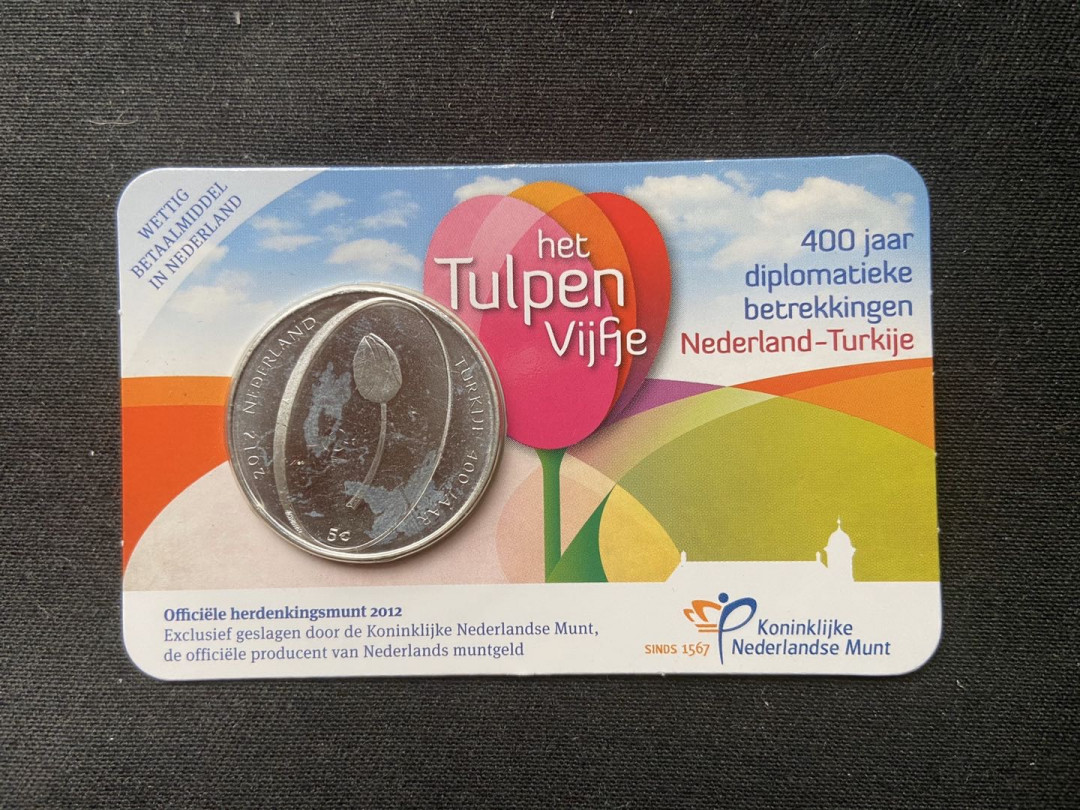 WETTIG
BETAALMIDDEL
IN NEDERLAND
het
Tulpen
Vijfje
400 jaar
diplomatieke
betrekkingen
Nederland-Turkije
2012 NEDERLAND
TURKIJE 400 JAAR
5€
Officiële herdenkingsmunt 2012
Exclusief geslagen door de Koninklijke Nederlandse Munt,
de officiële producent van Nederlands muntgeld
SINDS 1567
Koninklijke
Nederlandse Munt